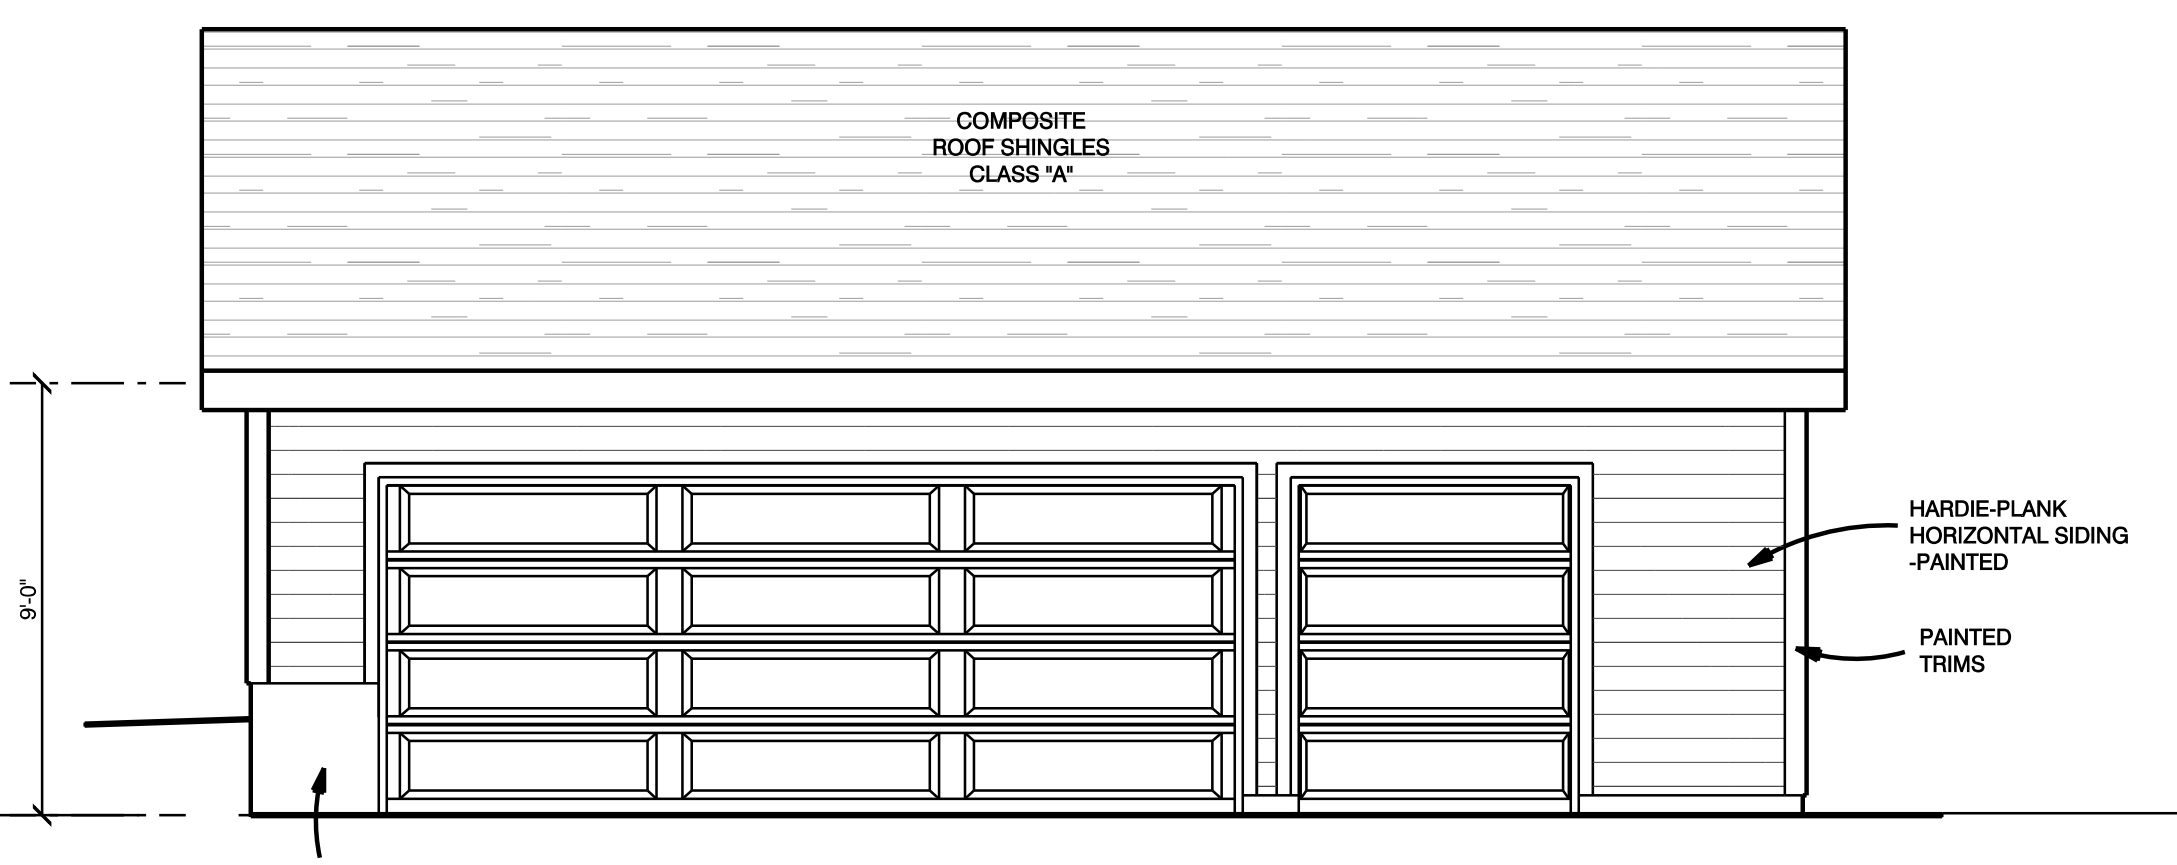 COMPOSITE
ROOF SHINGLES
CLASS "A"
9'-0"
HARDIE-PLANK
HORIZONTAL SIDING
-PAINTED
PAINTED
TRIMS